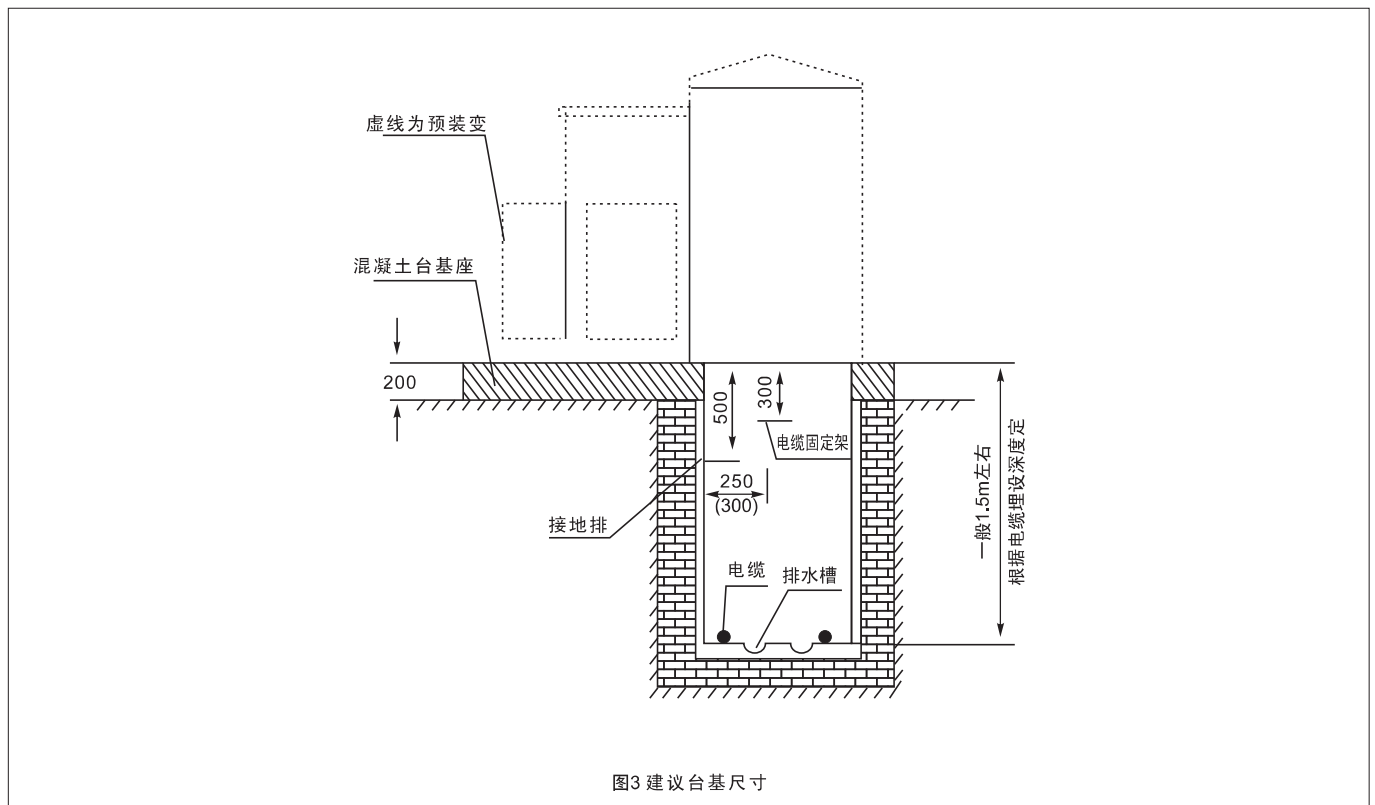 虚线为预装变
混凝土台基座
200
500
300
电缆固定架
250
(300)
接地排
电缆
排水槽
一般1.5m左右
根据电缆埋设深度定
图3 建议台基尺寸